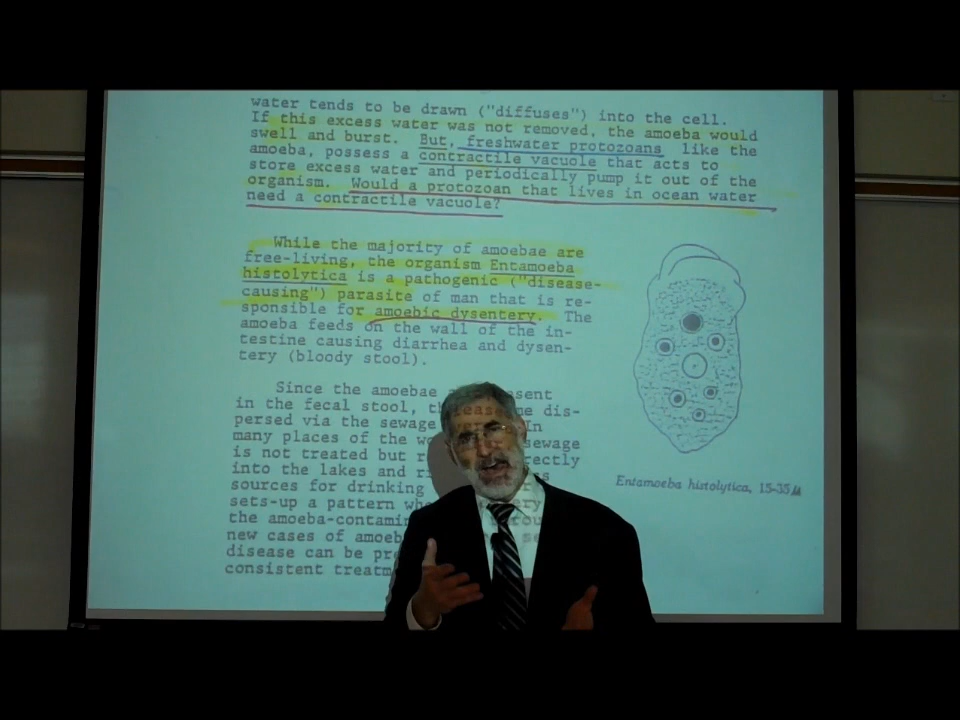 water tends to be drawn ("diffuses") into the cell.
If this excess water was not removed, the amoeba would
swell and burst. But, freshwater protozoans like the
amoeba, possess a contractile vacuole that acts to
store excess water and periodically pump it out of the
organism. Would a protozoan that lives in ocean water
need a contractile vacuole?
While the majority of amoebae are
free-living, the organism Entamoeba
histolytica is a pathogenic ("disease-
causing") parasite of man that is re-
sponsible for amoebic dysentery. The
amoeba feeds on the wall of the in-
testine causing diarrhea and dysen-
tery (bloody stool).
Since the amoebae
in the fecal stool, dis-
persed via the sewage In
many places of the sewage
is not treated but
into the lakes and
sources for drinking
sets-up a pattern
the
new cases of
disease can be
consistent
Entamoeba histolytica, 15-35µ